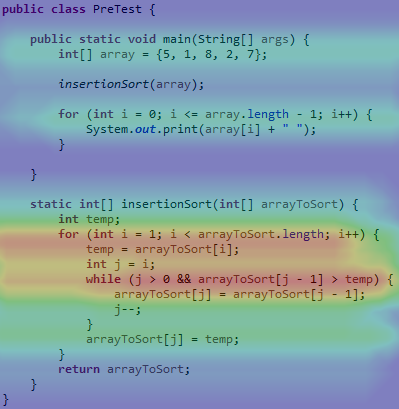 public class PreTest {
public static void main(String[] args) {
int[] array = {5, 1, 8, 2, 7};
insertionSort(array);
for (int i = 0; i <= array.length - 1; i++) {
System.out.print(array[i] + " ");
}
}
static int[] insertionSort(int[] arrayToSort) {
int temp;
for (int i = 1; i < arrayToSort.length; i++) {
temp = arrayToSort[i];
int j = i;
while (j > 0 && arrayToSort[j - 1] > temp) {
arrayToSort[j] = arrayToSort[j - 1];
j--;
}
arrayToSort[j] = temp;
}
return arrayToSort;
}
}